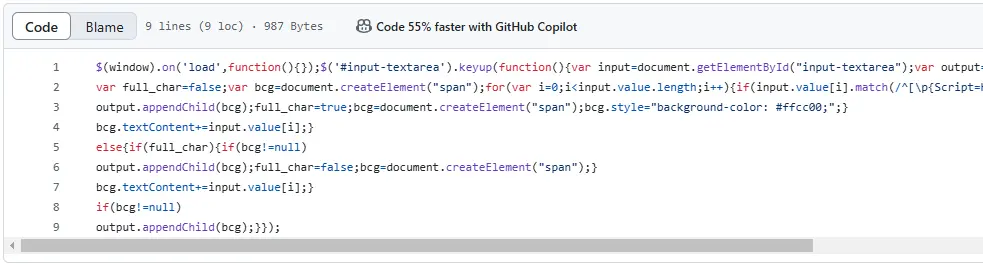 Code Blame 9 lines (9 loc) · 987 Bytes Code 55% faster with GitHub Copilot
1 $(window).on('load',function(){});$('#input-textarea').keyup(function(){var input=document.getElementById("input-textarea");var output=
2 var full_char=false;var bcg=document.createElement("span");for(var i=0;i<input.value.length;i++){if(input.value[i].match(/^[\p{Script=
3 output.appendChild(bcg);full_char=true;bcg=document.createElement("span");bcg.style="background-color: #ffcc00;";}
4 bcg.textContent+=input.value[i];}
5 else{if(full_char){if(bcg!=null)
6 output.appendChild(bcg);full_char=false;bcg=document.createElement("span");}
7 bcg.textContent+=input.value[i];}
8 if(bcg!=null)
9 output.appendChild(bcg);}});